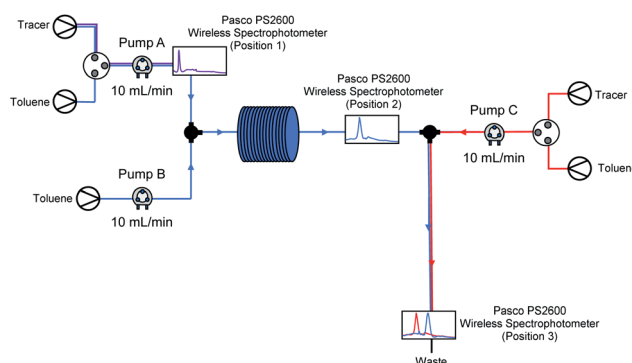 Tracer
Pump A
10 mL/min
Toluene
Pasco PS2600
Wireless Spectrophotometer
(Position 1)
Toluene
Pump B
10 mL/min
Pasco PS2600
Wireless Spectrophotometer
(Position 2)
Pump C
10 mL/min
Tracer
Toluen
Pasco PS2600
Wireless Spectrophotometer
(Position 3)
Waste